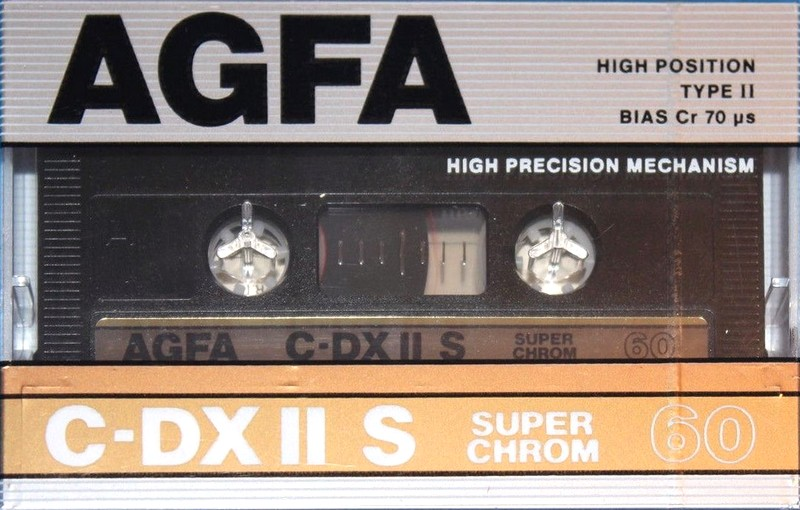 AGFA
HIGH POSITION
TYPE II
BIAS Cr 70 µs
HIGH PRECISION MECHANISM
AGFA C-DX II S SUPER CHROM 60
C-DX II S SUPER CHROM 60